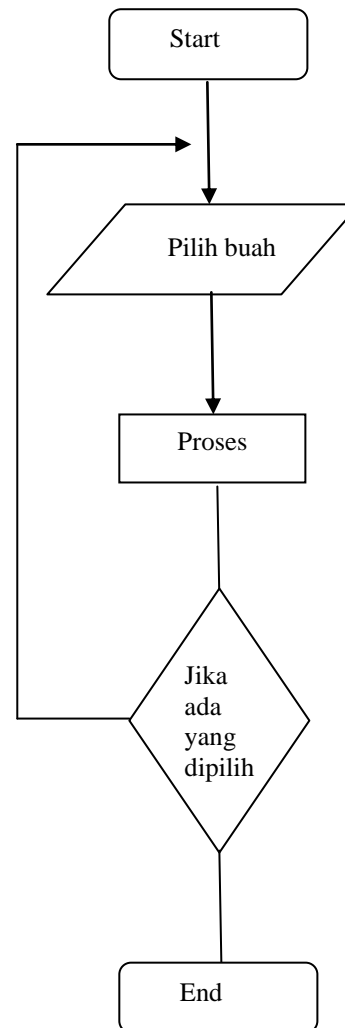 Start
Pilih buah
Proses
Jika
ada
yang
dipilih
End